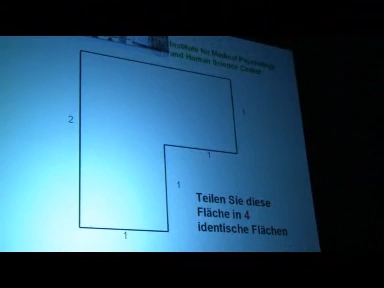 Institute for Medical Psychology
and Human Science Center
2
1
1
1
1
Teilen Sie diese
Fläche in 4
identische Flächen